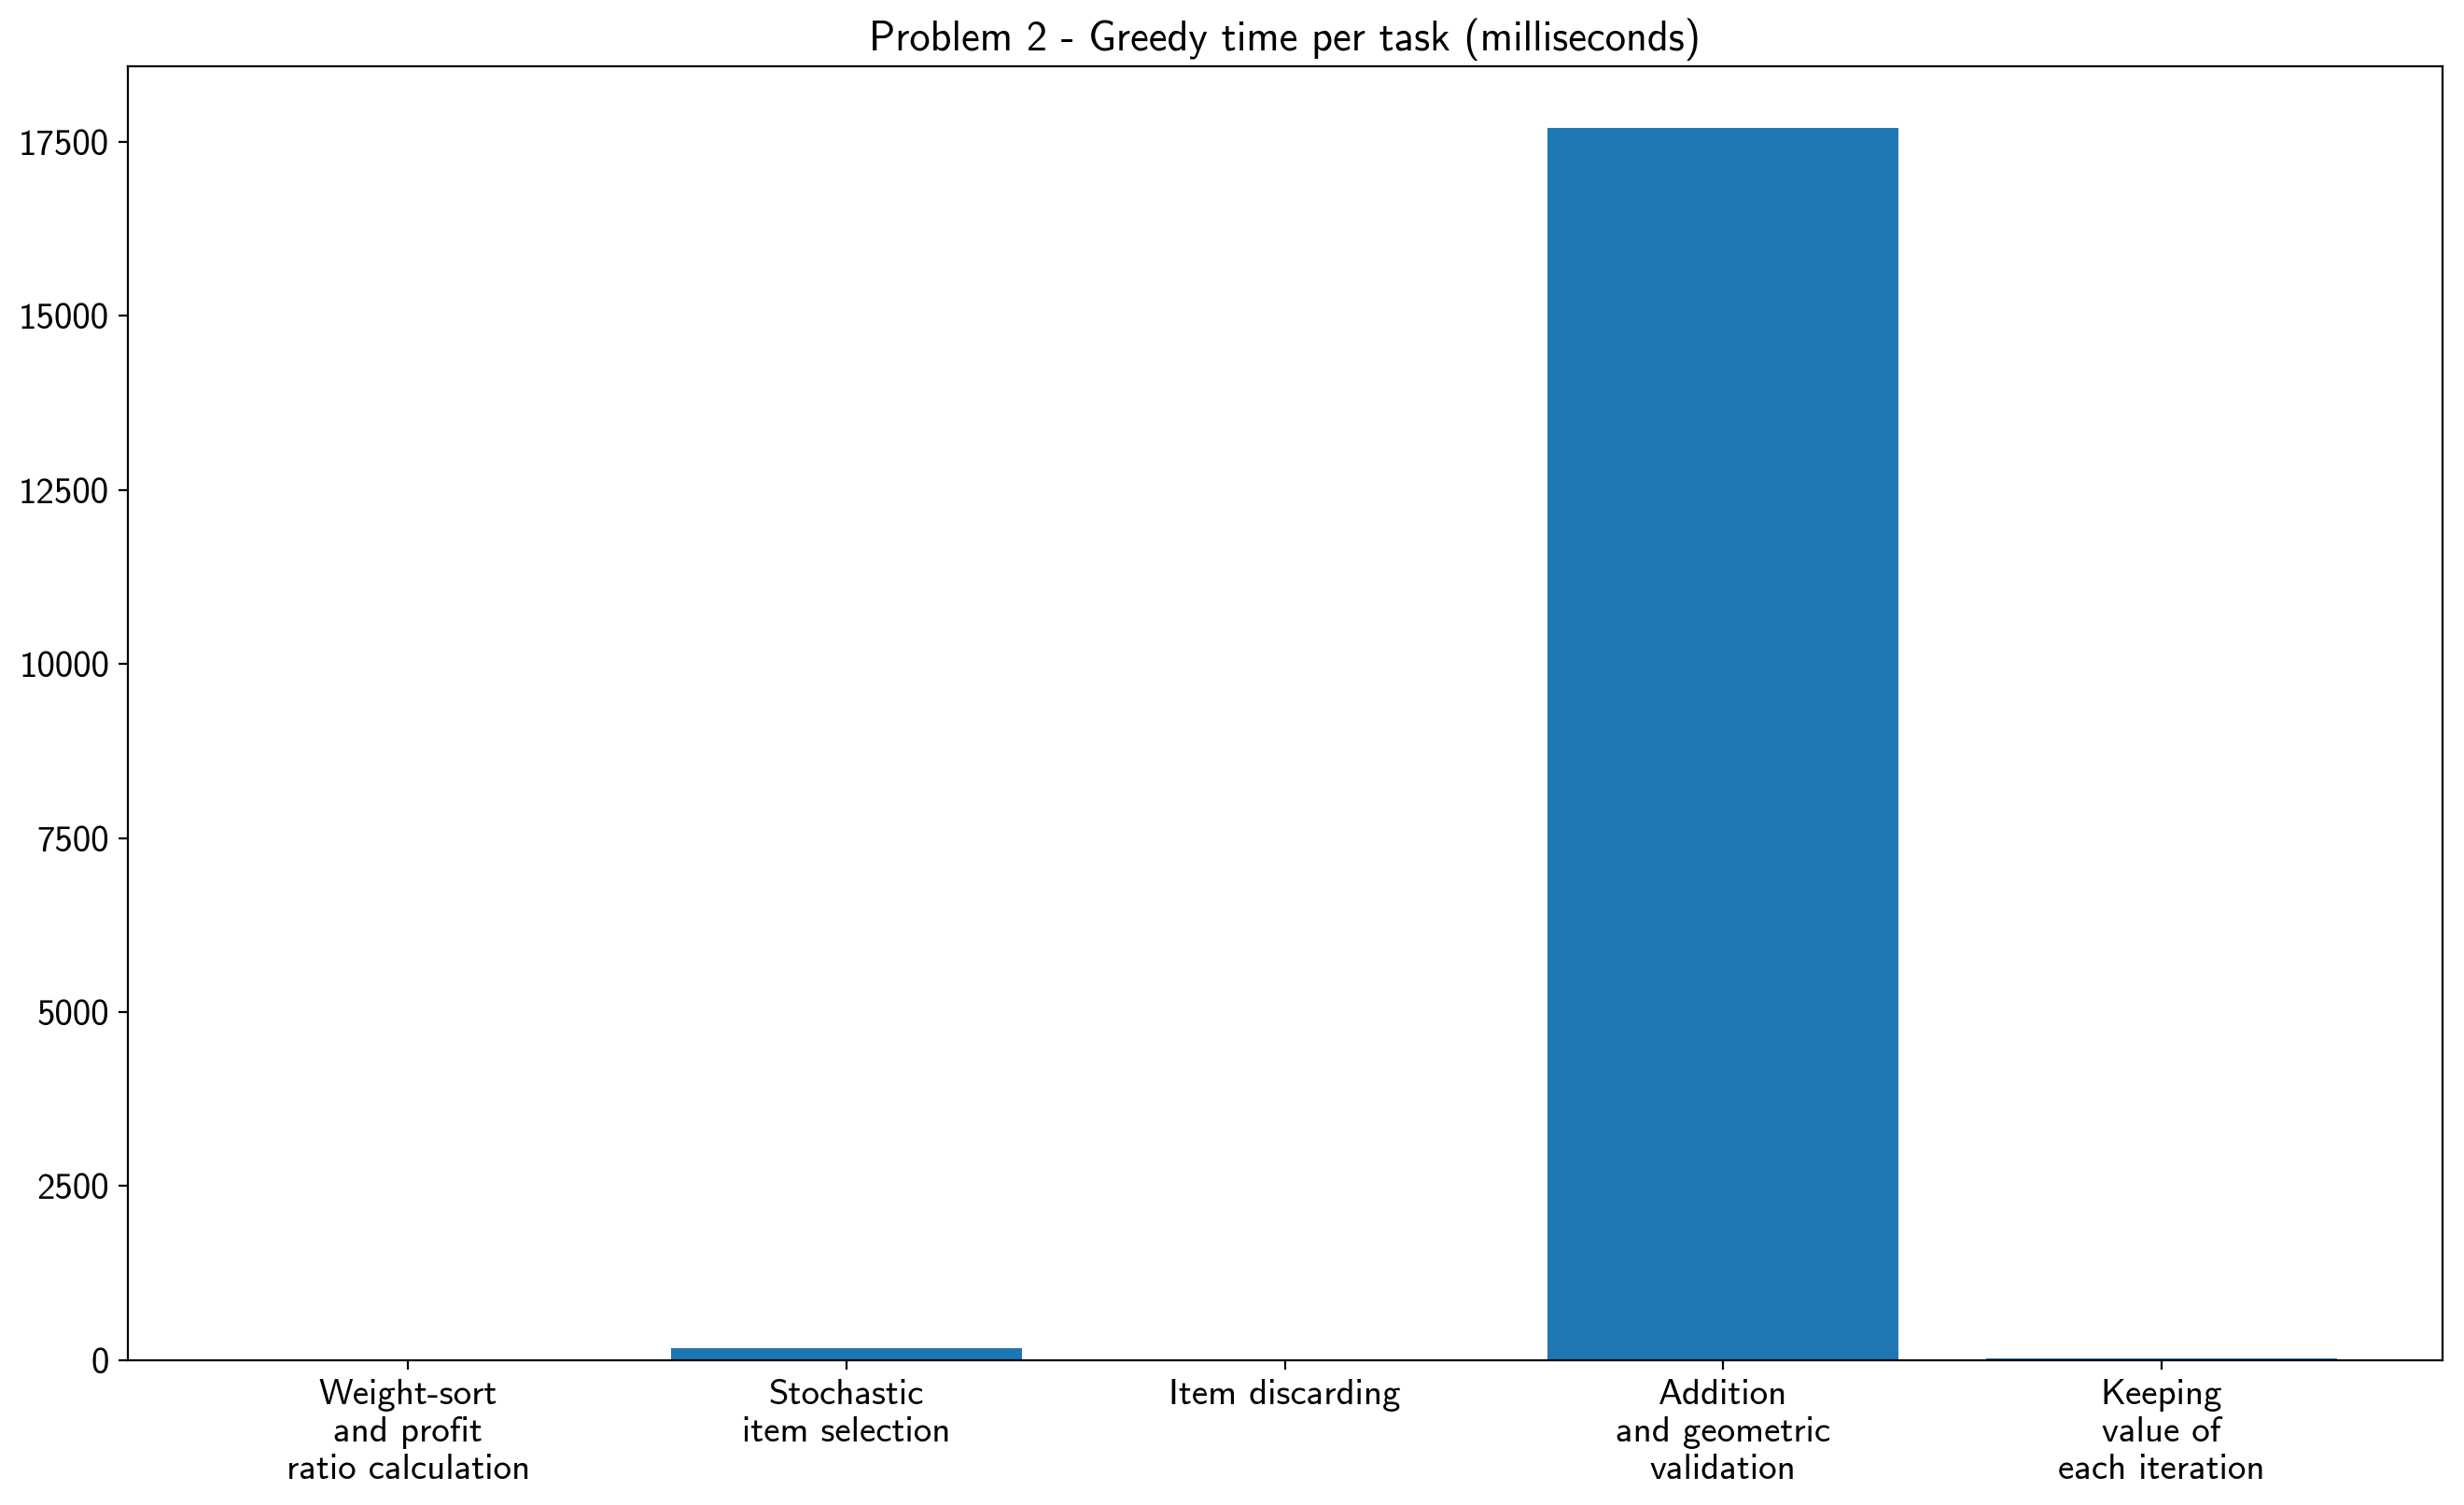 Problem 2 - Greedy time per task (milliseconds)
17500
15000
12500
10000
7500
5000
2500
0
Weight-sort
and profit
ratio calculation
Stochastic
item selection
Item discarding
Addition
and geometric
validation
Keeping
value of
each iteration